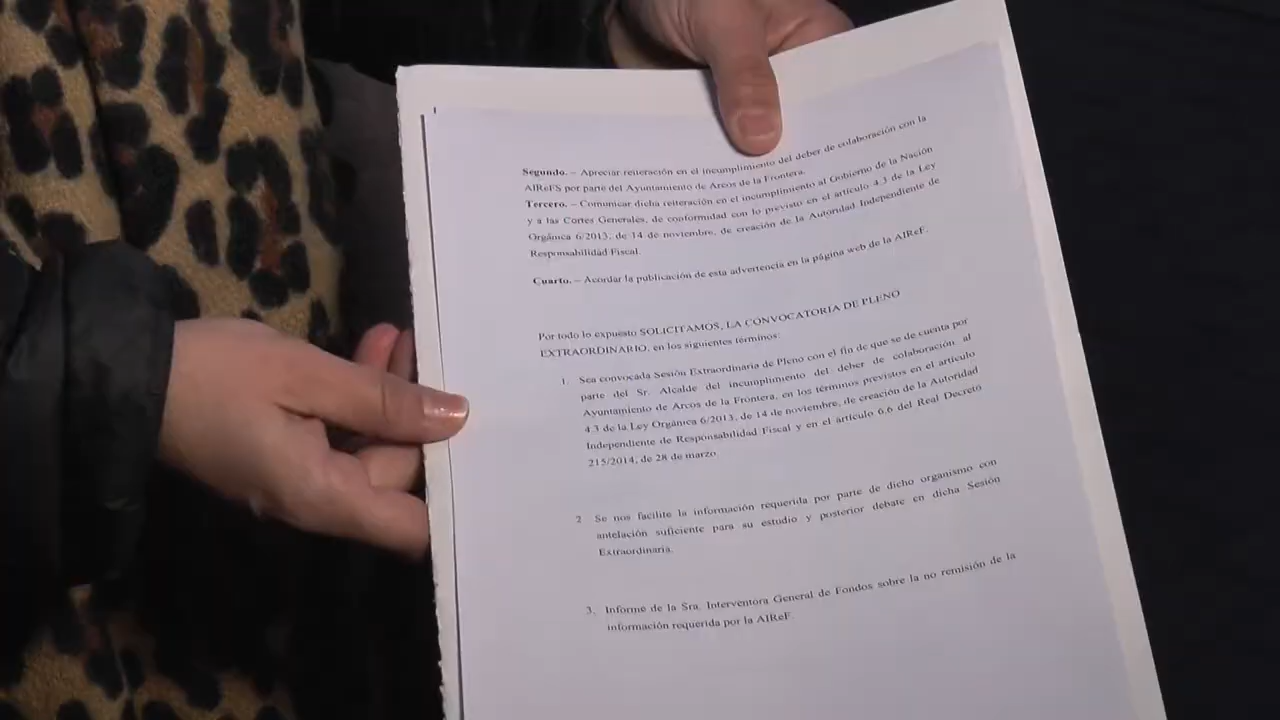 Segundo. – Apreciar reiteración en el incumplimiento del deber de colaboración con la
AIReFS por parte del Ayuntamiento de Arcos de la Frontera.
Tercero. – Comunicar dicha reiteración en el incumplimiento al Gobierno de la Nación
y a las Cortes Generales, de conformidad con lo previsto en el artículo 4.3 de la Ley
Orgánica 6/2013, de 14 de noviembre, de creación de la Autoridad Independiente de
Responsabilidad Fiscal.
Cuarto. – Acordar la publicación de esta advertencia en la página web de la AIReF.
Por todo lo expuesto SOLICITAMOS, LA CONVOCATORIA DE PLENO
EXTRAORDINARIO, en los siguientes términos:
1. Sea convocada Sesión Extraordinaria de Pleno con el fin de que se de cuenta por
parte del Sr. Alcalde del incumplimiento del deber de colaboración al
Ayuntamiento de Arcos de la Frontera, en los términos previstos en el artículo
4.3 de la Ley Orgánica 6/2013, de 14 de noviembre, de creación de la Autoridad
Independiente de Responsabilidad Fiscal y en el artículo 6.6 del Real Decreto
215/2014, de 28 de marzo.
2 Se nos facilite la información requerida por parte de dicho organismo con
antelación suficiente para su estudio y posterior debate en dicha Sesión
Extraordinaria.
3. Informe de la Sra. Interventora General de Fondos sobre la no remisión de la
información requerida por la AIReF.